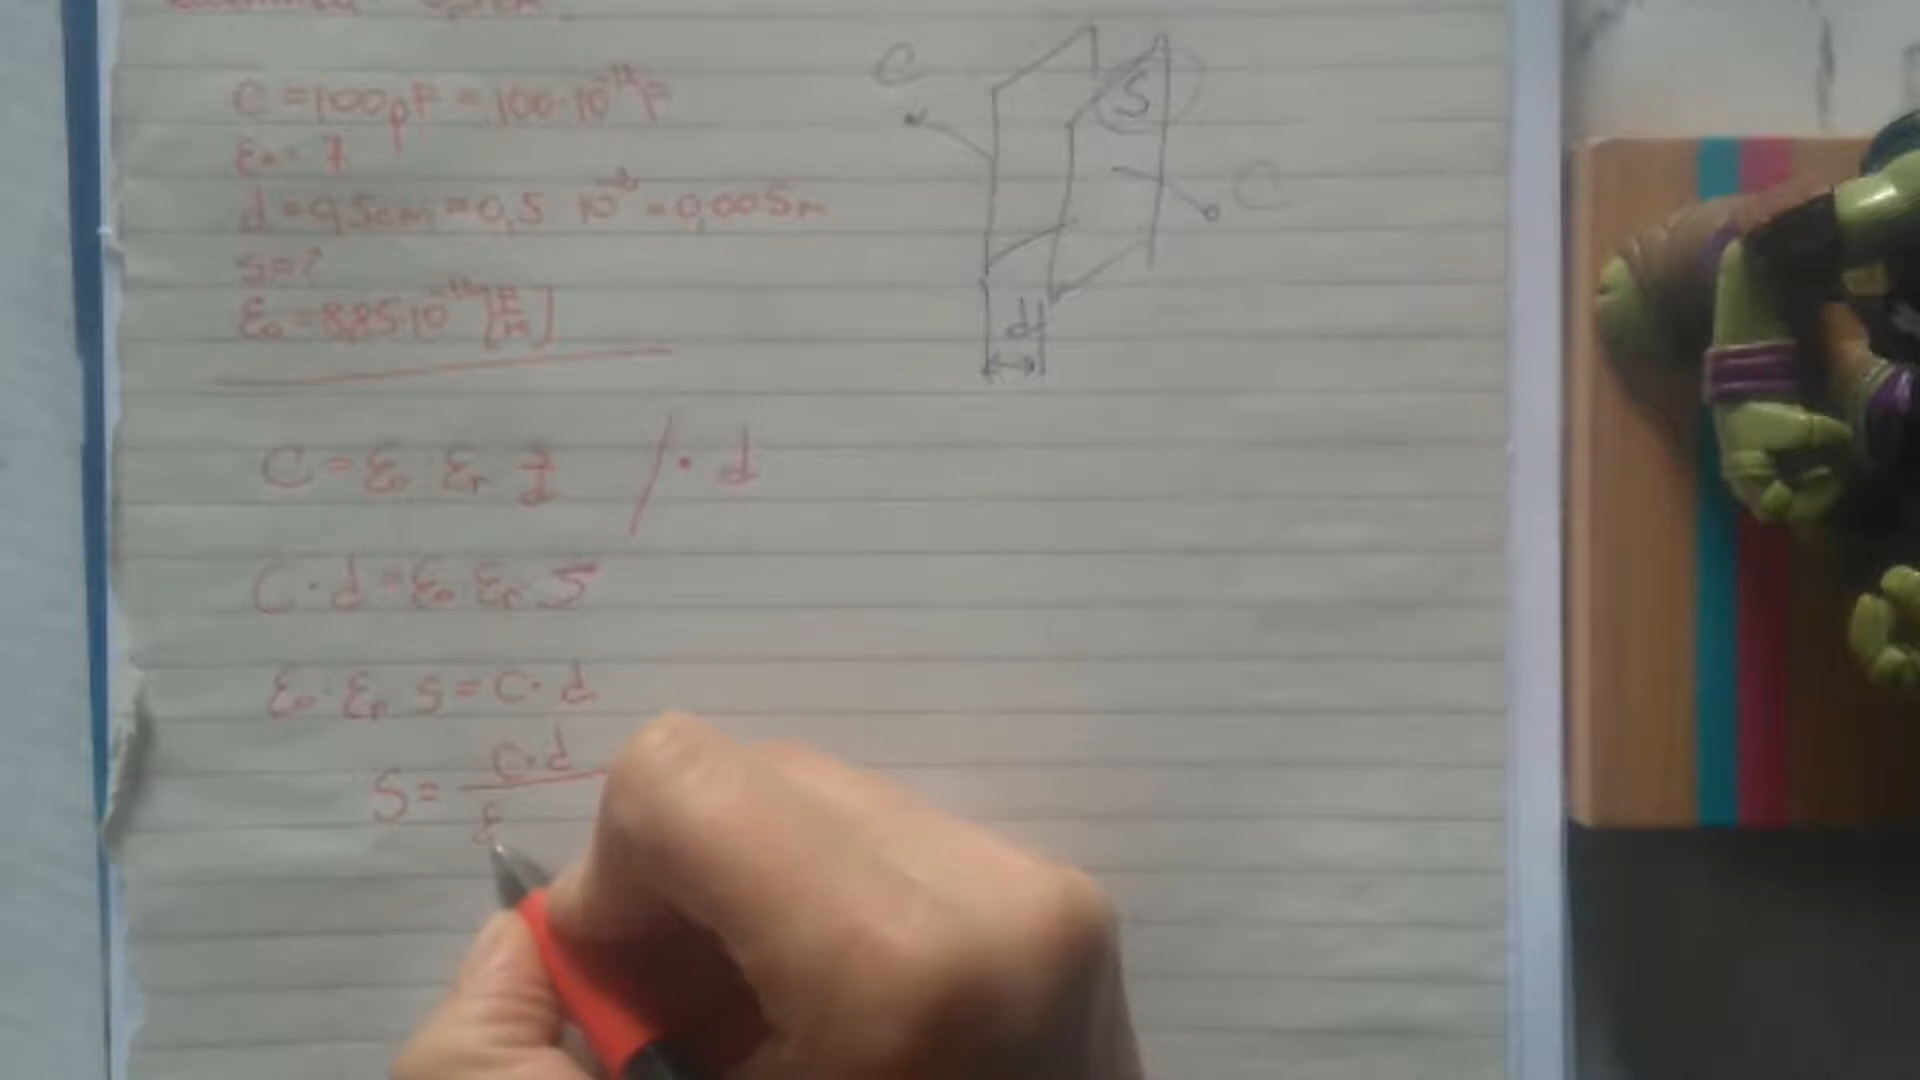 C = 100pF = 100·10⁻¹² F
εr = 7
d = 0,5cm = 0,5 10⁻² = 0,005m
S = ?
ε₀ = 8,85·10⁻¹² [F/m]
C
S
C
d
C = ε₀ · εr S/d / · d
C · d = ε₀ εr S
ε₀ · εr S = C · d
S = C·d / ε